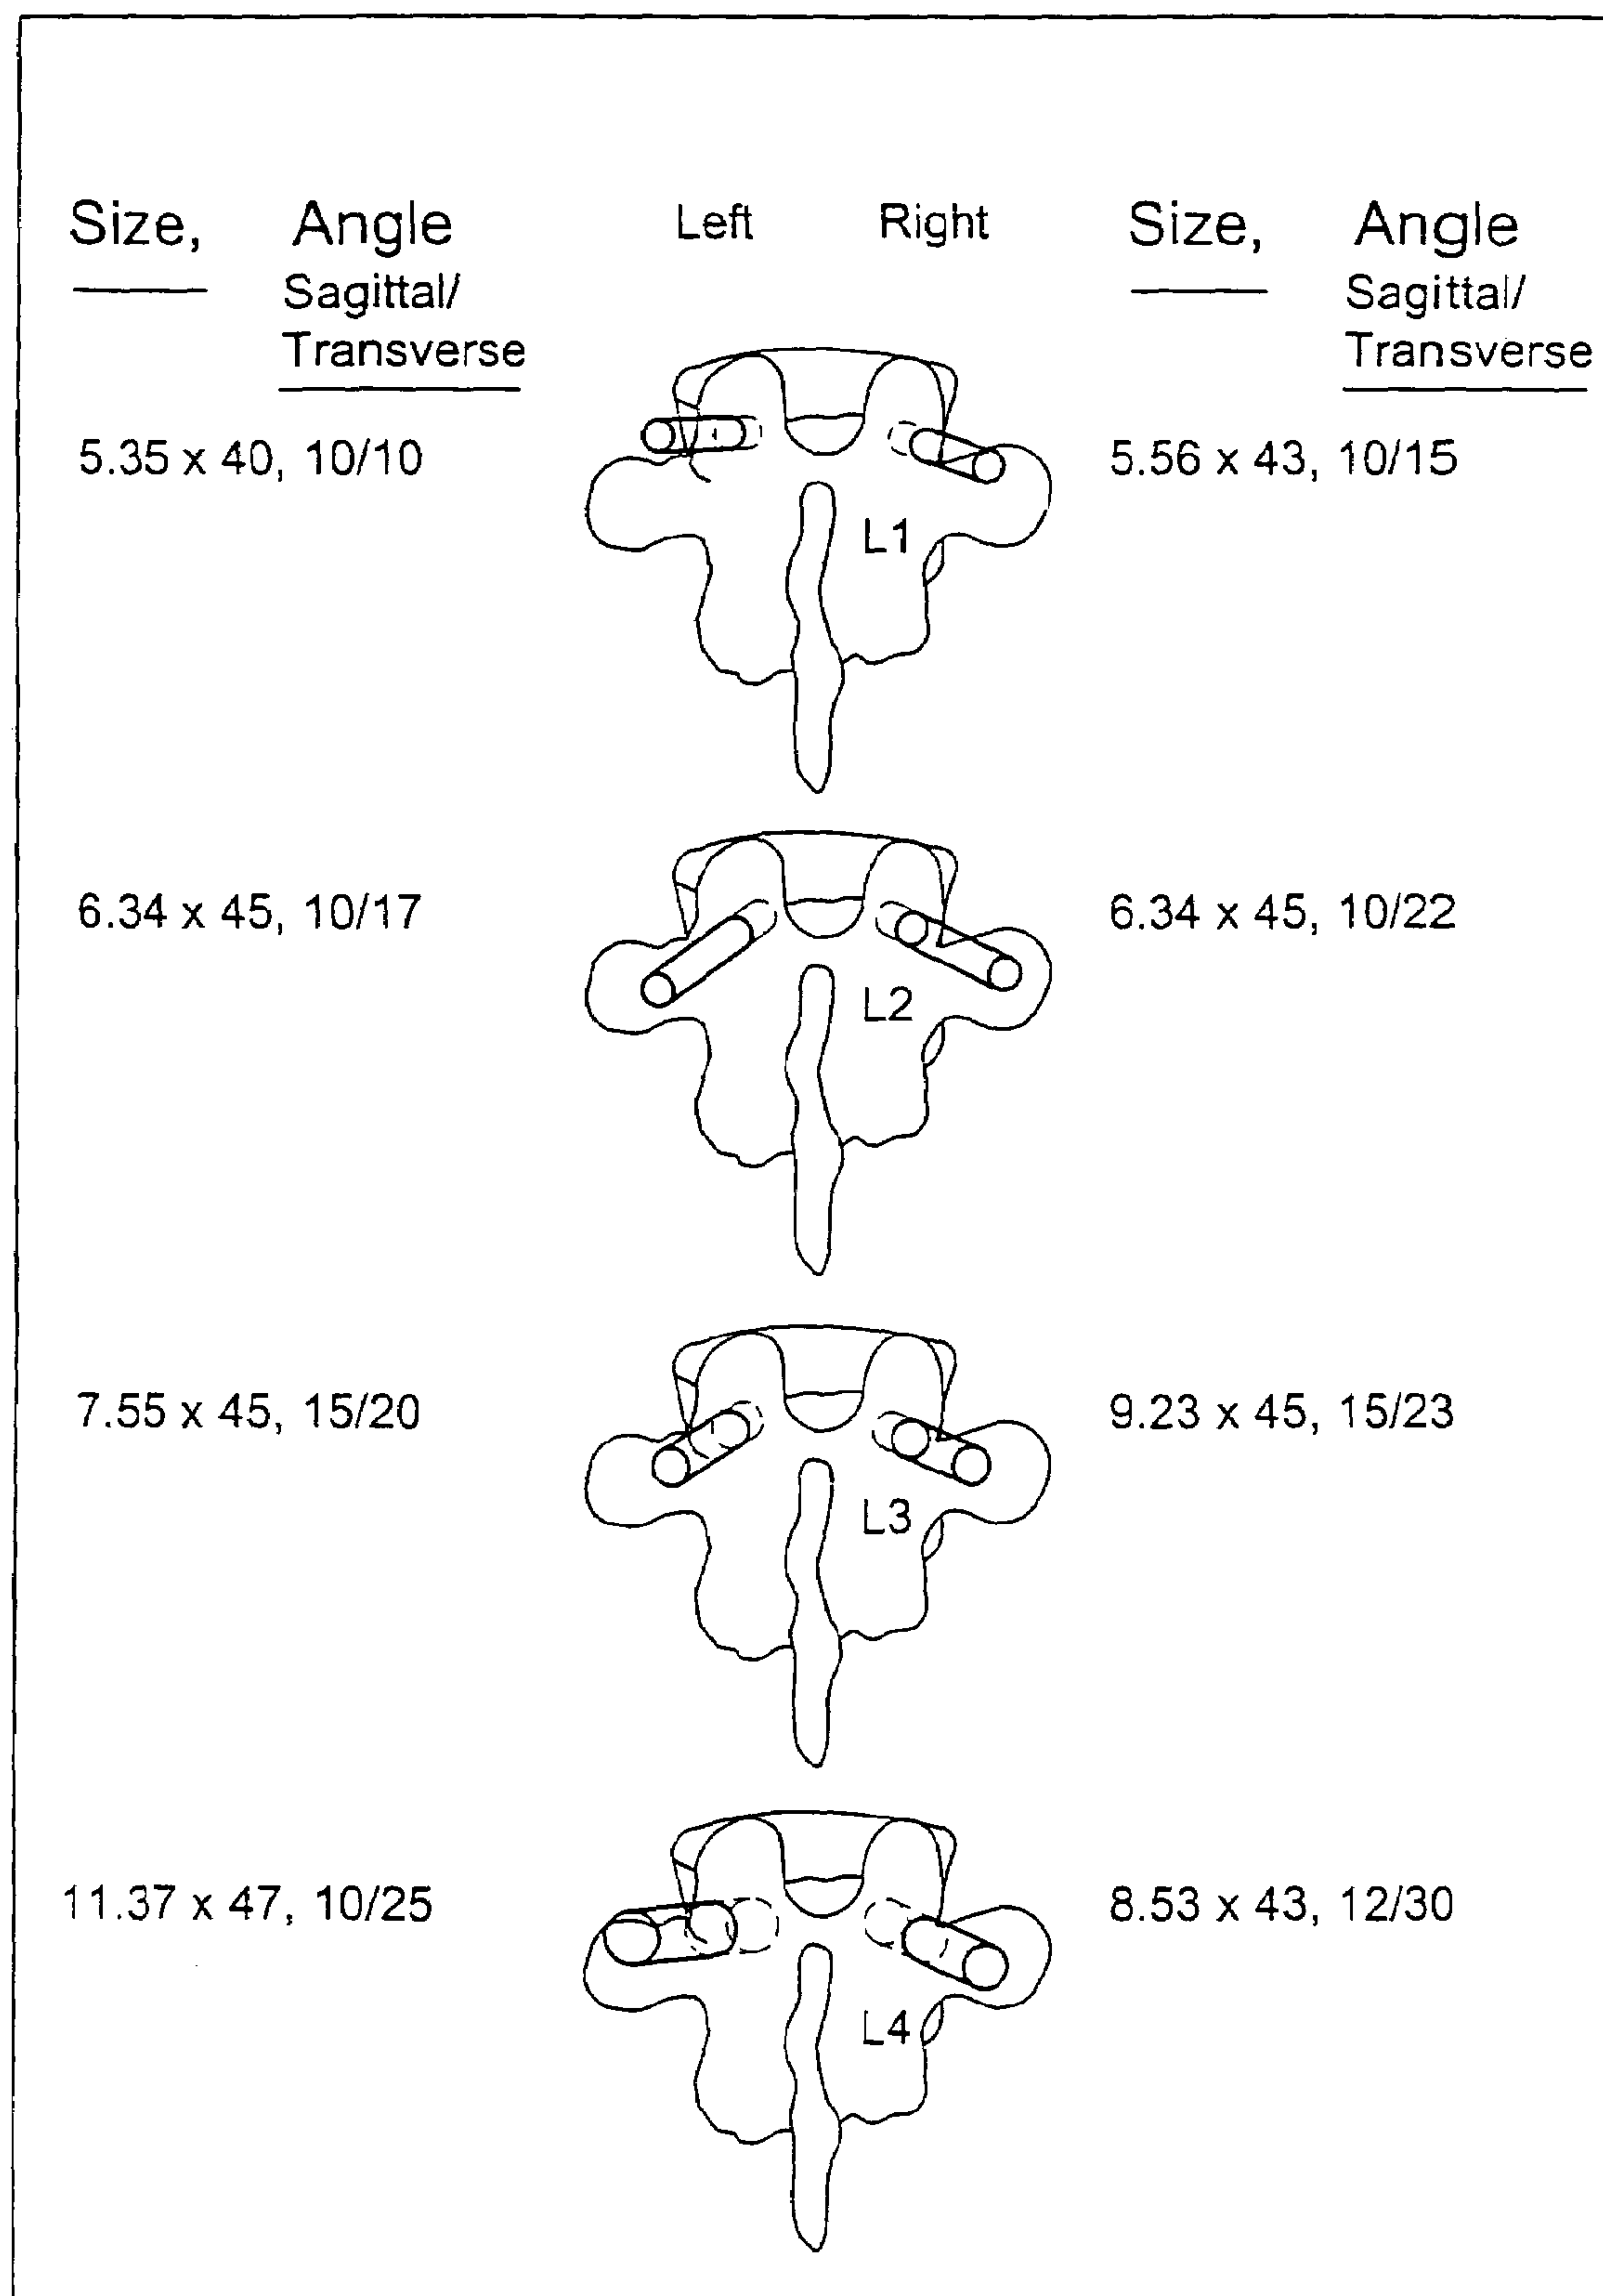 Size, Angle Left Right Size, Angle
Sagittal/ Sagittal/
Transverse Transverse
5.35 x 40, 10/10 5.56 x 43, 10/15
L1
6.34 x 45, 10/17 6.34 x 45, 10/22
L2
7.55 x 45, 15/20 9.23 x 45, 15/23
L3
11.37 x 47, 10/25 8.53 x 43, 12/30
L4